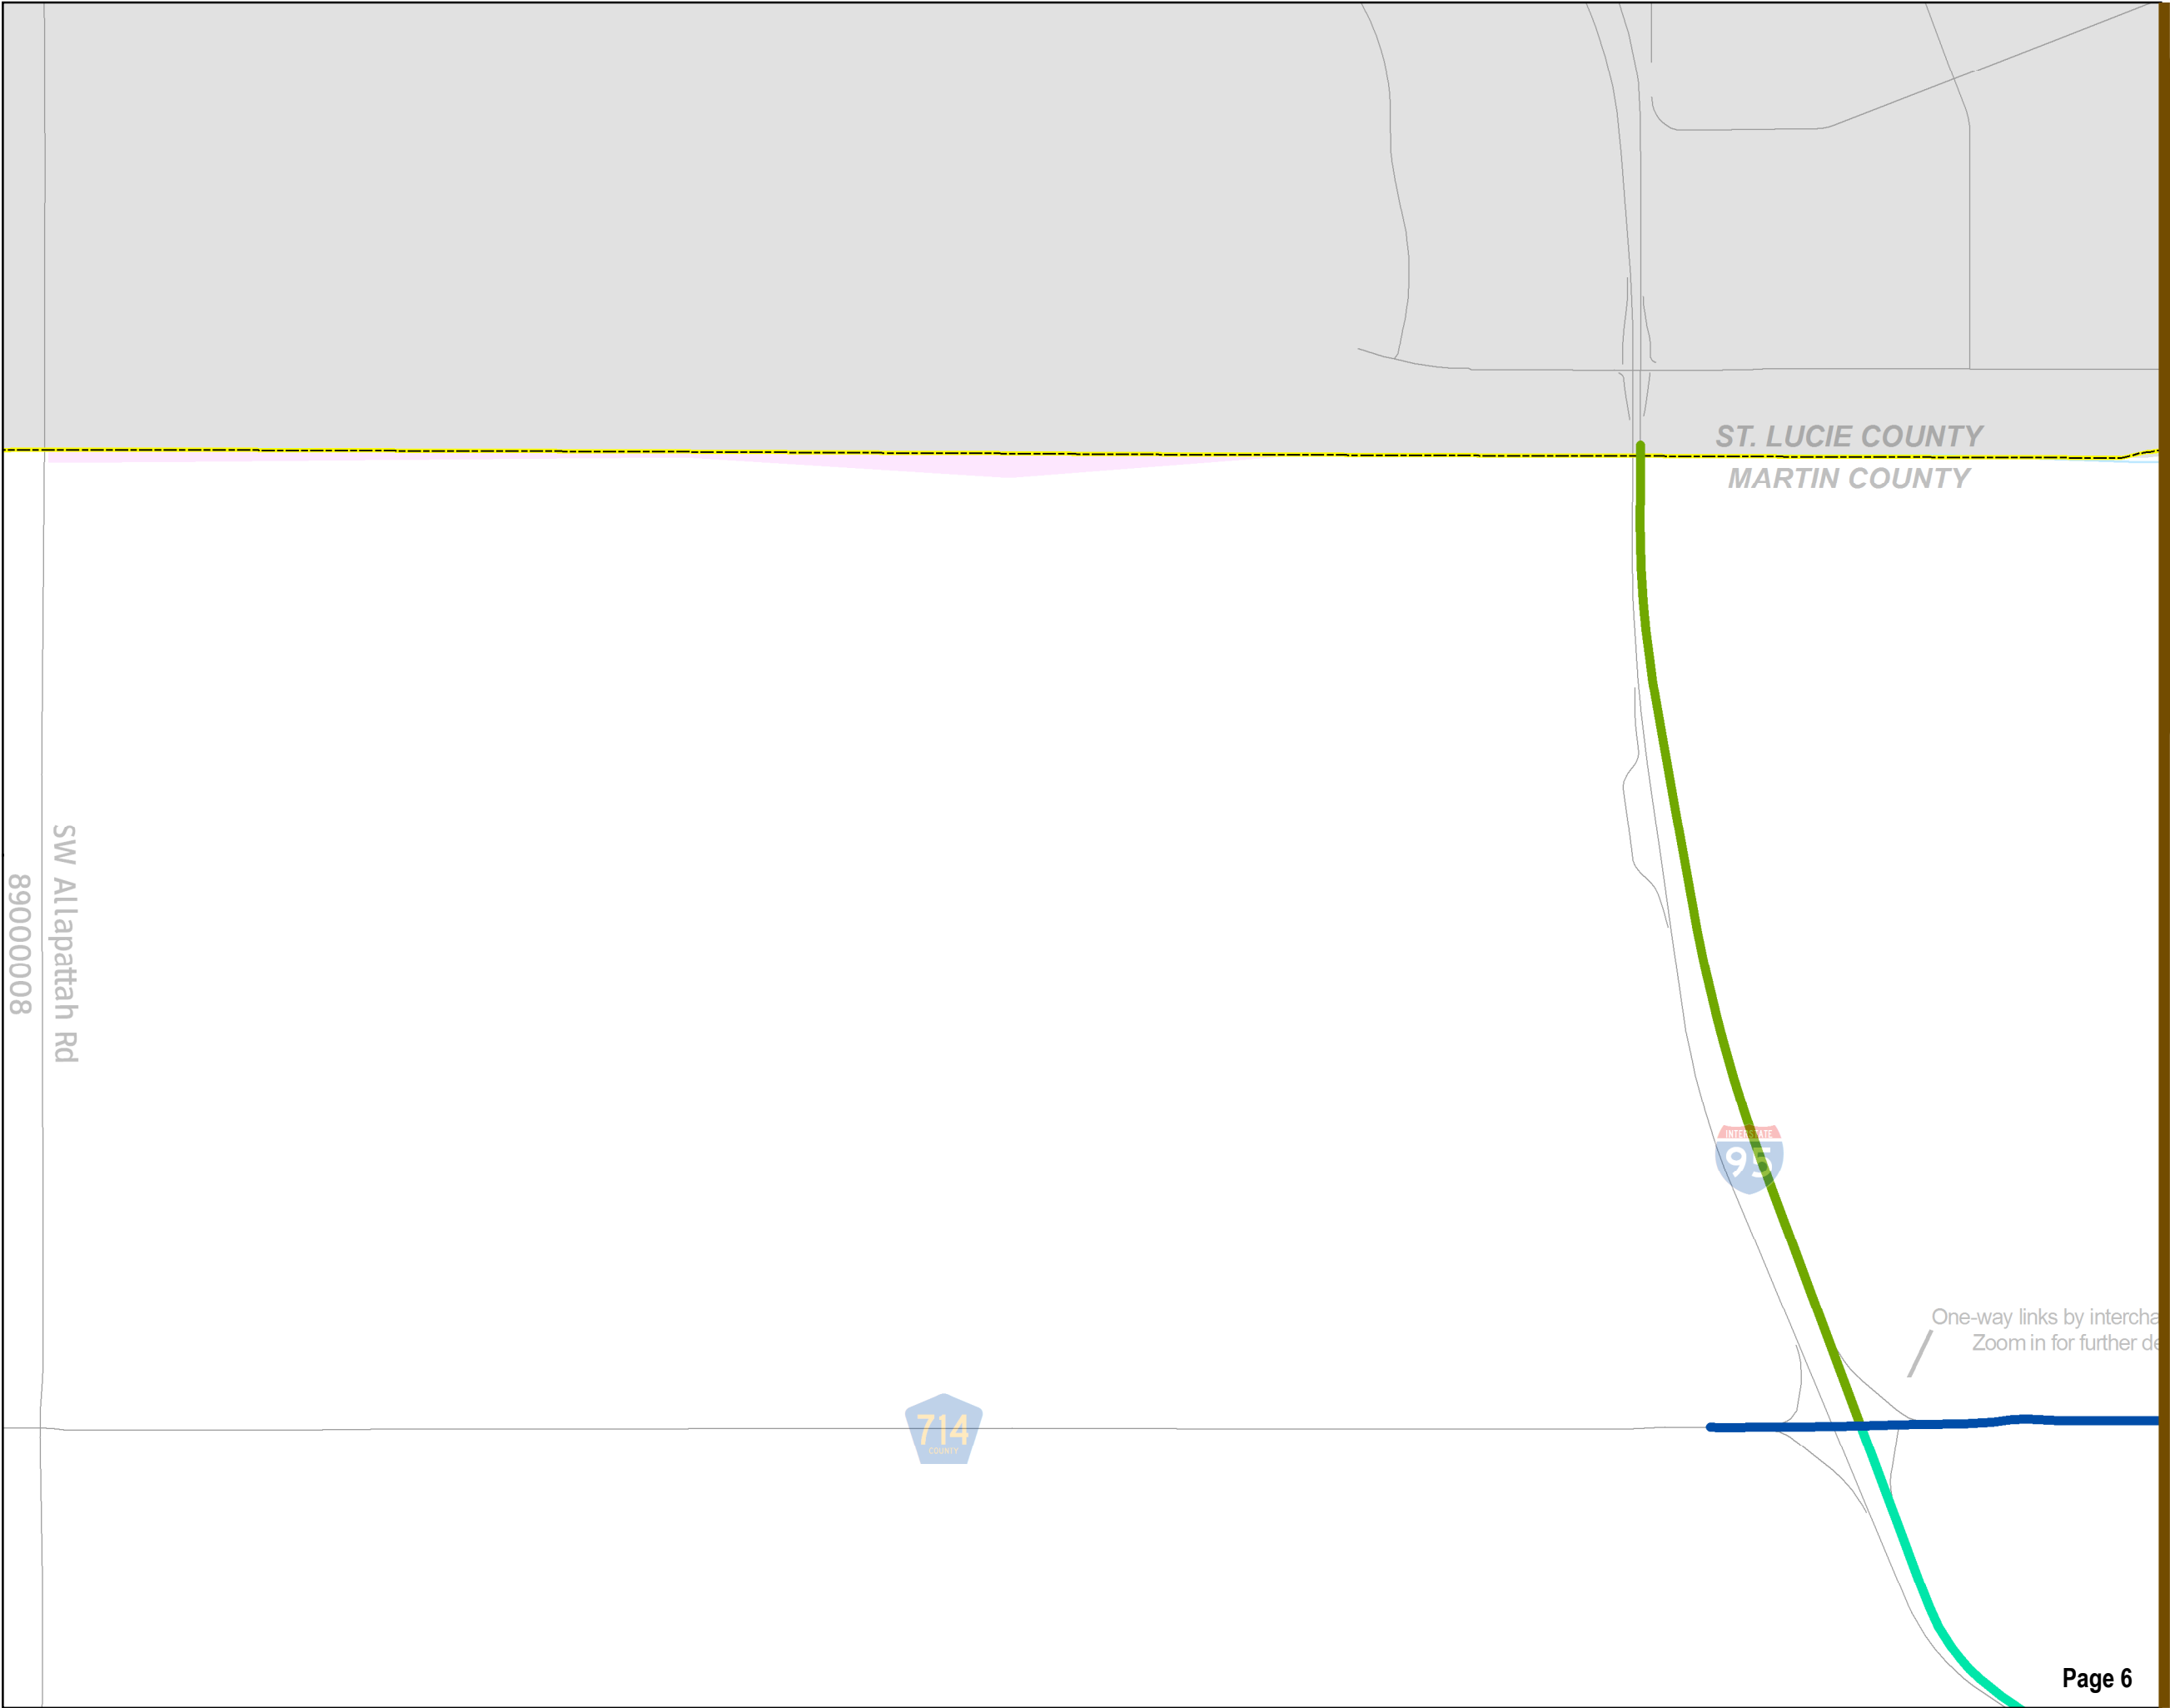 ST. LUCIE COUNTY
MARTIN COUNTY
SW Allapattah Rd
89000008
INTERSTATE
95
One-way links by intercha
Zoom in for further de
714
COUNTY
Page 6